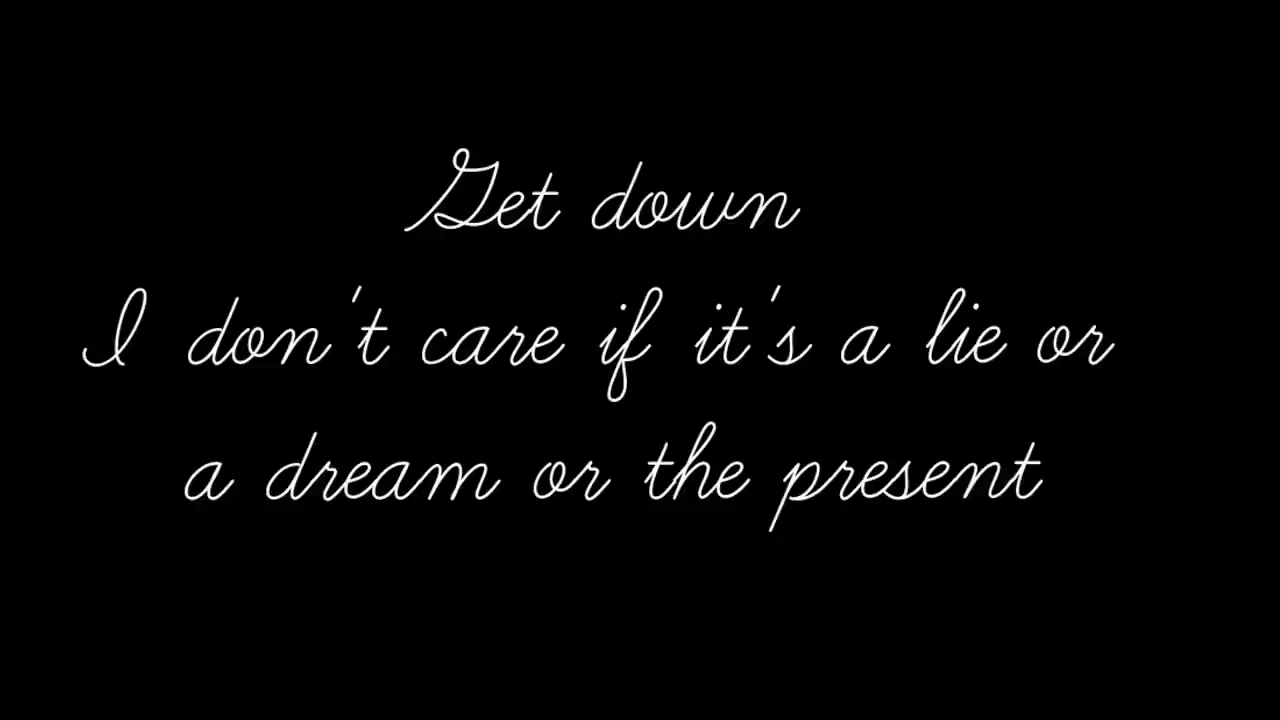 Get down
I don't care if it's a lie or
a dream or the present